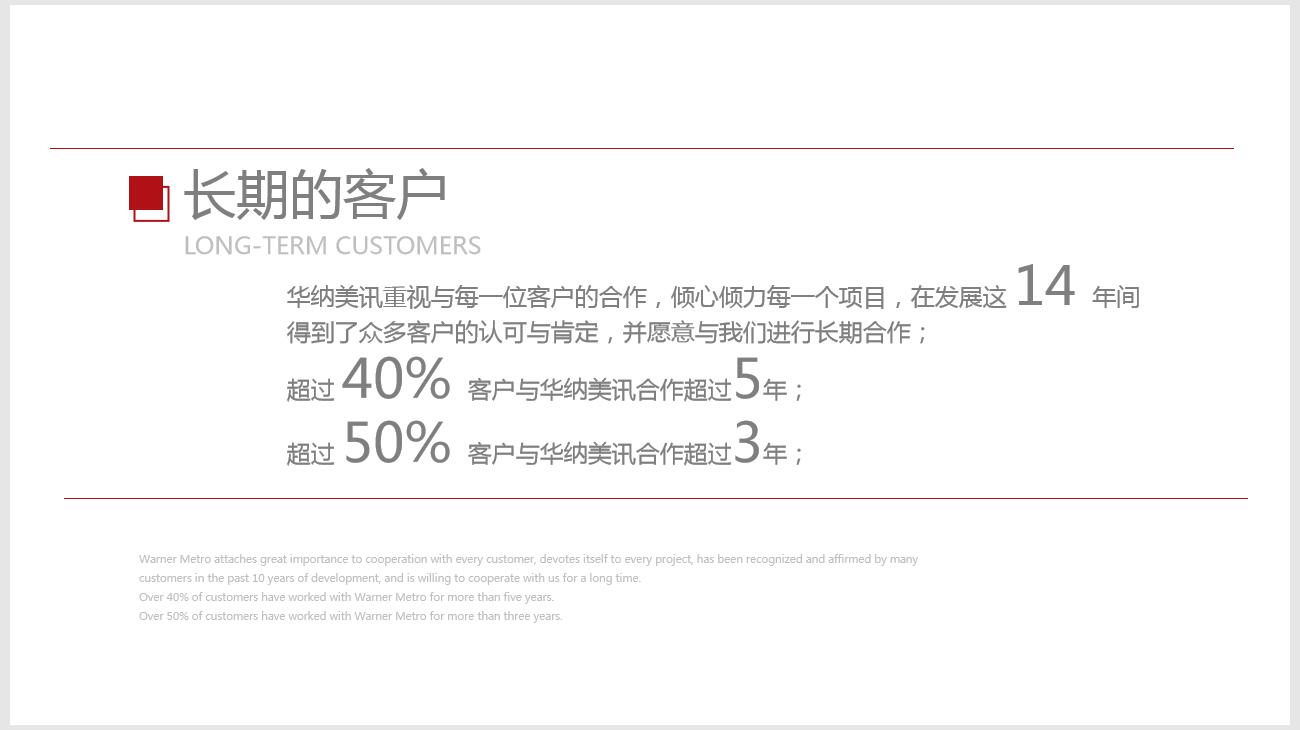 长期的客户
LONG-TERM CUSTOMERS
华纳美讯重视与每一位客户的合作，倾心倾力每一个项目，在发展这 14 年间
得到了众多客户的认可与肯定，并愿意与我们进行长期合作；
超过 40% 客户与华纳美讯合作超过5年；
超过 50% 客户与华纳美讯合作超过3年；
Warner Metro attaches great importance to cooperation with every customer, devotes itself to every project, has been recognized and affirmed by many
customers in the past 10 years of development, and is willing to cooperate with us for a long time.
Over 40% of customers have worked with Warner Metro for more than five years.
Over 50% of customers have worked with Warner Metro for more than three years.